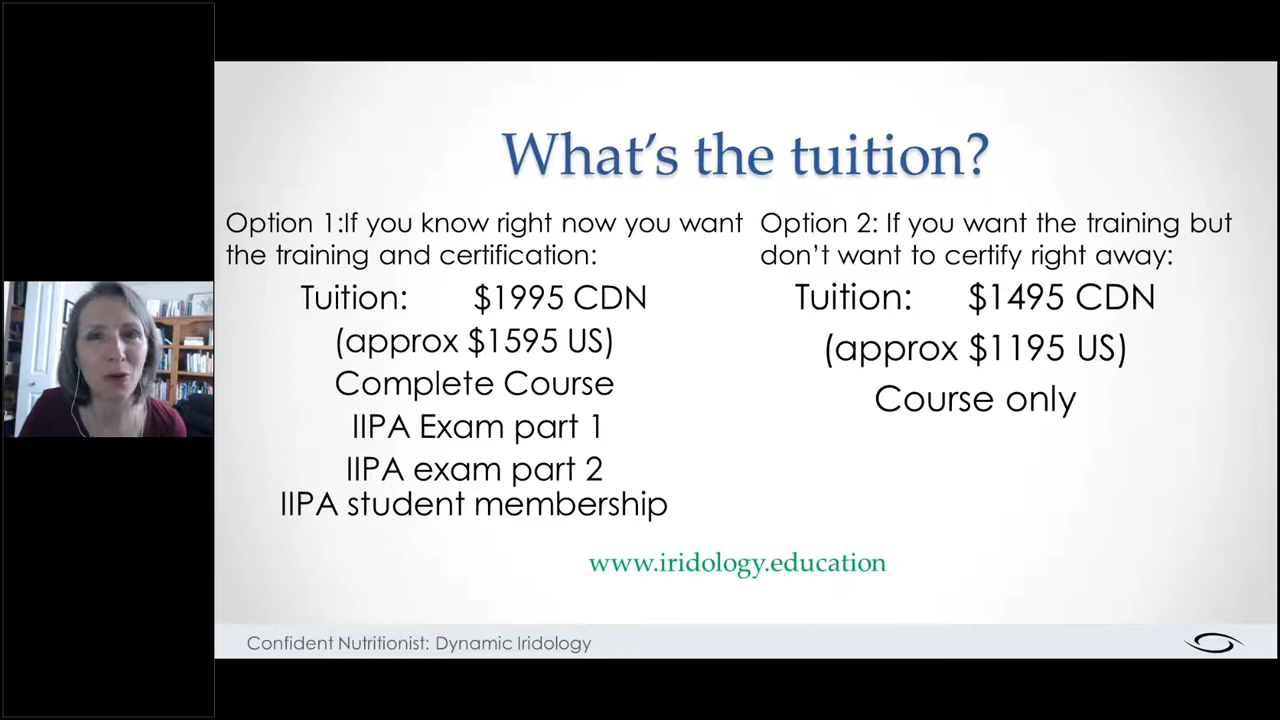 What's the tuition?
Option 1:If you know right now you want
the training and certification:
Tuition: $1995 CDN
(approx $1595 US)
Complete Course
IIPA Exam part 1
IIPA exam part 2
IIPA student membership
Option 2: If you want the training but
don't want to certify right away:
Tuition: $1495 CDN
(approx $1195 US)
Course only
www.iridology.education
Confident Nutritionist: Dynamic Iridology